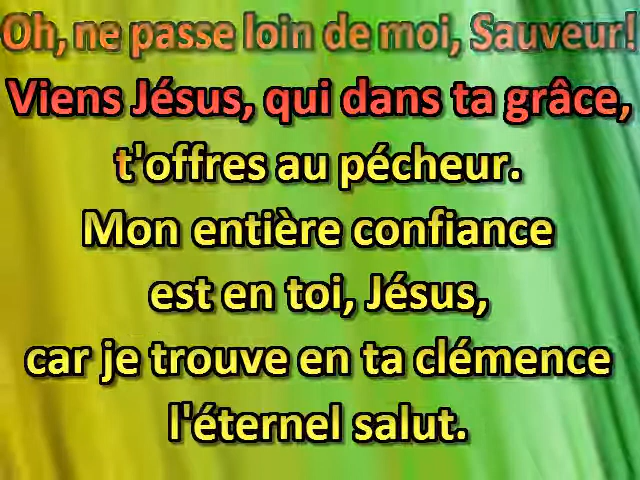 Oh, ne passe loin de moi, Sauveur!
Viens Jésus, qui dans ta grâce,
t'offres au pécheur.
Mon entière confiance
est en toi, Jésus,
car je trouve en ta clémence
l'éternel salut.